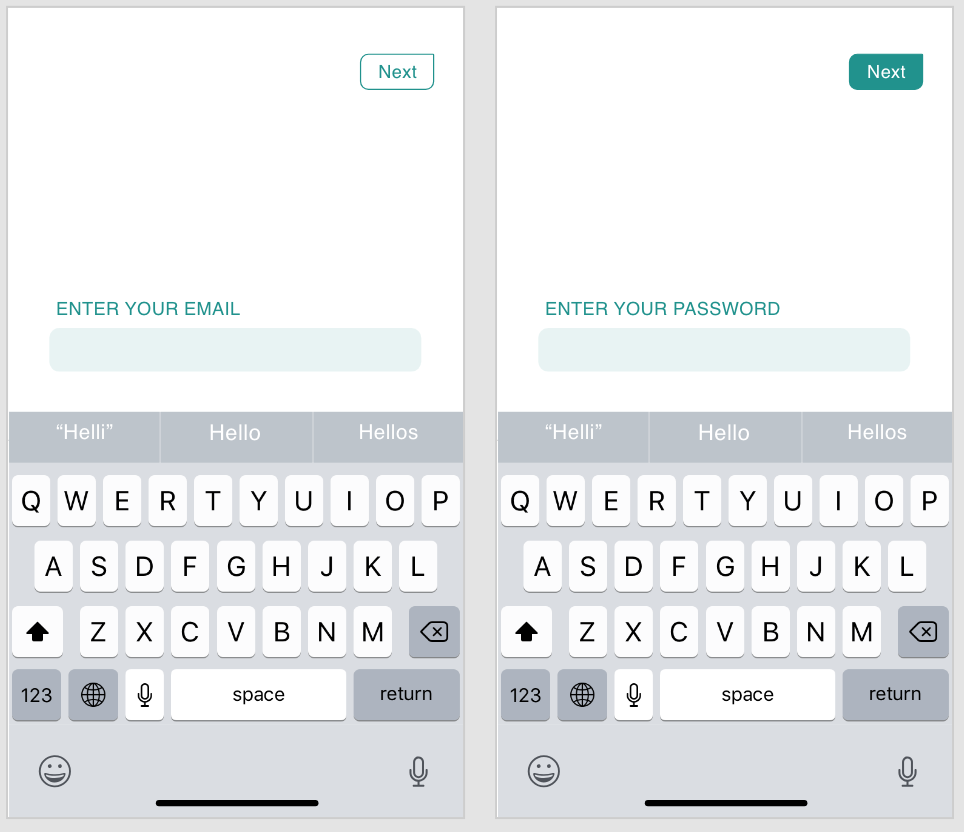 Next
ENTER YOUR EMAIL
“Helli” Hello Hellos
Q W E R T Y U I O P
A S D F G H J K L
Z X C V B N M
123 space return
Next
ENTER YOUR PASSWORD
“Helli” Hello Hellos
Q W E R T Y U I O P
A S D F G H J K L
Z X C V B N M
123 space return